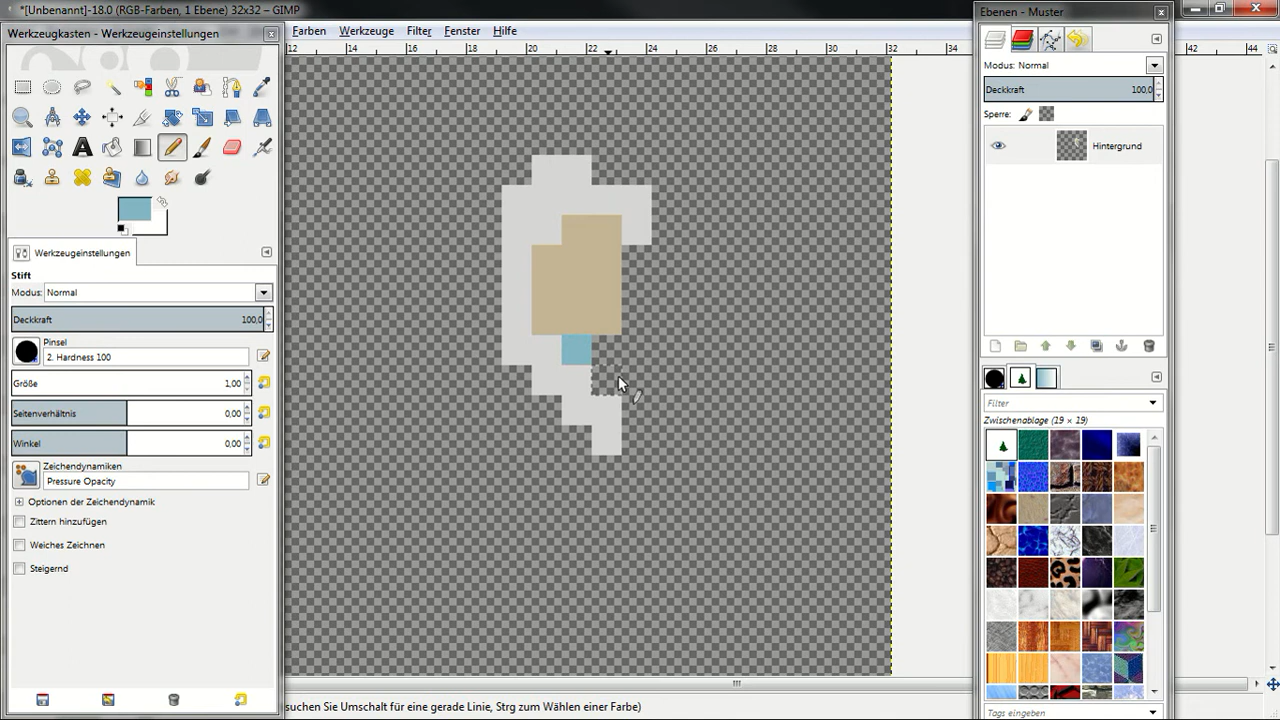 *[Unbenannt]-18.0 (RGB-Farben, 1 Ebene) 32x32 – GIMP
Werkzeugkasten - Werkzeugeinstellungen
Farben Werkzeuge Filter Fenster Hilfe
12 14 16 18 20 22 24 26 28 30 32 34 42 44
Werkzeugeinstellungen
Stift
Modus: Normal
Deckkraft 100,0
Pinsel
2. Hardness 100
Größe 1,00
Seitenverhältnis 0,00
Winkel 0,00
Zeichendynamiken
Pressure Opacity
Optionen der Zeichendynamik
Zittern hinzufügen
Weiches Zeichnen
Steigernd
uchen Sie Umschalt für eine gerade Linie, Strg zum Wählen einer Farbe)
Ebenen - Muster
Modus: Normal
Deckkraft 100,0
Sperre:
Hintergrund
Filter
Zwischenablage (19 × 19)
Tags eingeben